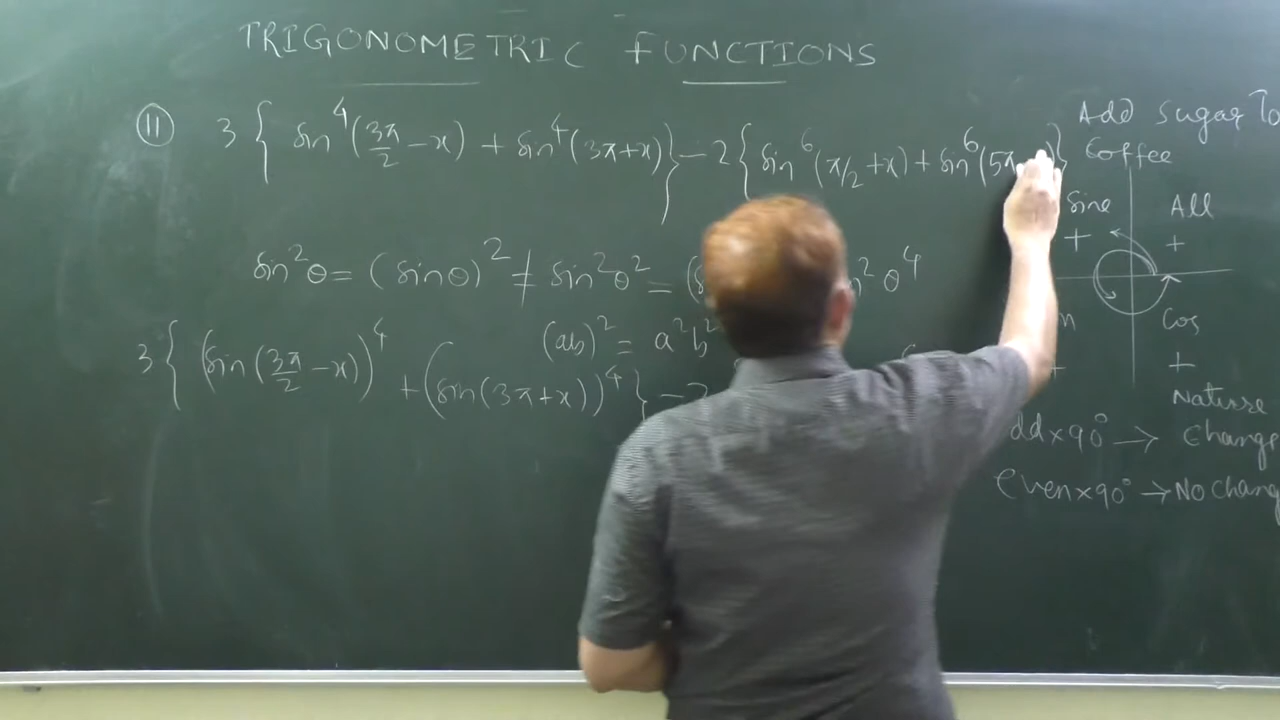 TRIGONOMETRIC FUNCTIONS
⑪ 3 { sin⁴(3π/2 − x) + sin⁴(3π+x)} − 2 { sin⁶(π/2 + x) + sin⁶(5π
Add Sugar To
Coffee
Sine All
+ +
sin²θ = (sinθ)² ≠ sin²θ² = ( θ⁴
Cos
+ +
(ab)² = a²b²
3 { (sin(3π/2 − x))⁴ + (sin(3π+x))⁴ } − 2
Nature
dd×90° → Change
Even×90° → No Chang